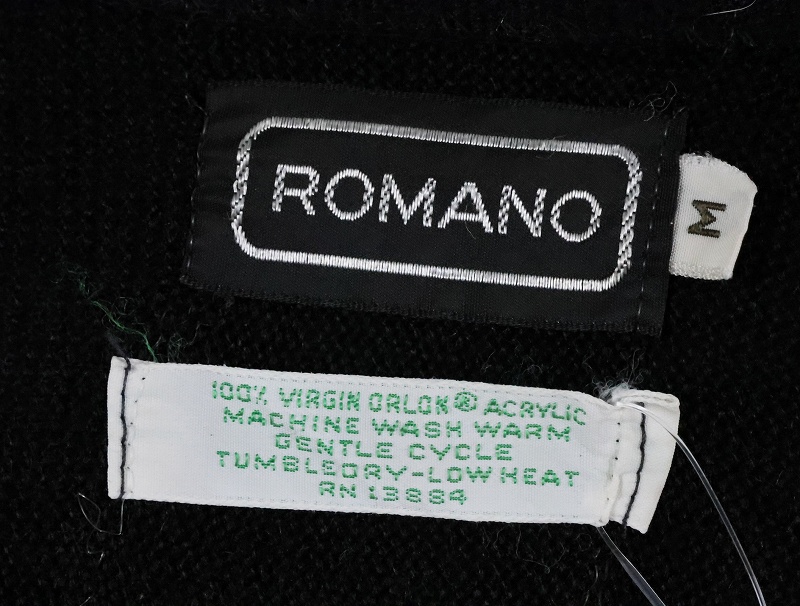 ROMANO
M
100% VIRGIN ORLON® ACRYLIC
MACHINE WASH WARM
GENTLE CYCLE
TUMBLEDRY-LOW HEAT
RN 13884